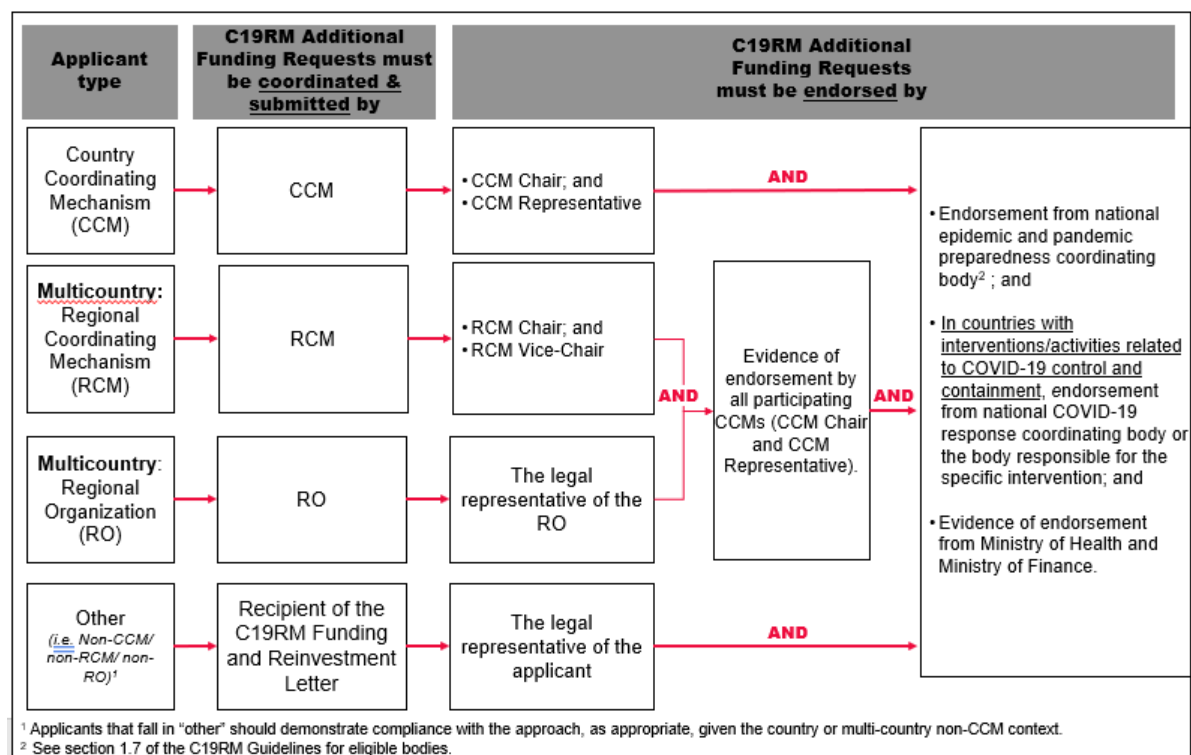 Applicant
type
C19RM Additional
Funding Requests must
be coordinated &
submitted by
C19RM Additional
Funding Requests
must be endorsed by
Country
Coordinating
Mechanism
(CCM)
CCM
• CCM Chair; and
• CCM Representative
AND
Multicountry:
Regional
Coordinating
Mechanism
(RCM)
RCM
• RCM Chair; and
• RCM Vice-Chair
Multicountry:
Regional
Organization
(RO)
RO
The legal
representative of the
RO
AND
Evidence of
endorsement by
all participating
CCMs (CCM Chair
and CCM
Representative).
AND
Other
(i.e. Non-CCM/
non-RCM/ non-
RO)¹
Recipient of the
C19RM Funding
and Reinvestment
Letter
The legal
representative of the
applicant
AND
• Endorsement from national
epidemic and pandemic
preparedness coordinating
body² ; and
• In countries with
interventions/activities related
to COVID-19 control and
containment, endorsement
from national COVID-19
response coordinating body or
the body responsible for the
specific intervention; and
• Evidence of endorsement
from Ministry of Health and
Ministry of Finance.
¹ Applicants that fall in “other” should demonstrate compliance with the approach, as appropriate, given the country or multi-country non-CCM context.
² See section 1.7 of the C19RM Guidelines for eligible bodies.